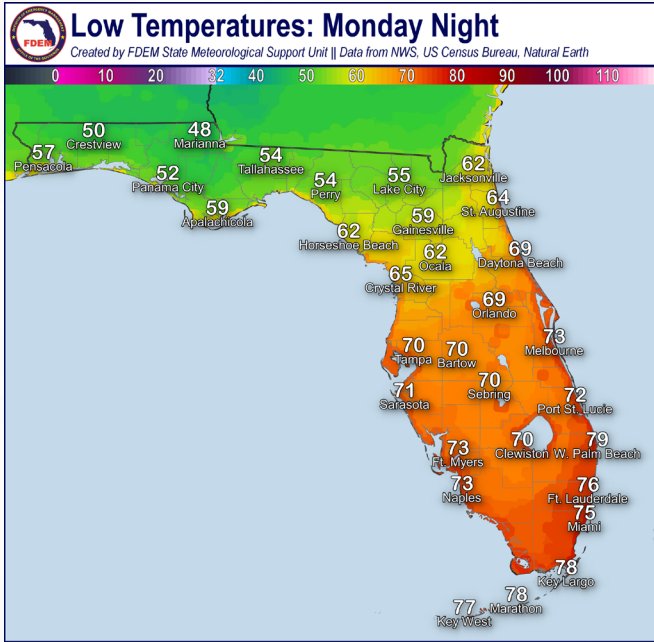 Low Temperatures: Monday Night
Created by FDEM State Meteorological Support Unit || Data from NWS, US Census Bureau, Natural Earth
FDEM
0 10 20 32 40 50 60 70 80 90 100 110
50
Crestview
48
Marianna
57
Pensacola
54
Tallahassee
52
Panama City
54
Perry
55
Lake City
62
Jacksonville
59
Apalachicola
64
St. Augustine
59
Gainesville
62
Horseshoe Beach
62
Ocala
69
Daytona Beach
65
Crystal River
69
Orlando
73
Melbourne
70
Tampa
70
Bartow
70
Sebring
71
Sarasota
72
Port St. Lucie
73
Ft. Myers
70
Clewiston
79
W. Palm Beach
73
Naples
76
Ft. Lauderdale
75
Miami
78
Key Largo
78
Marathon
77
Key West